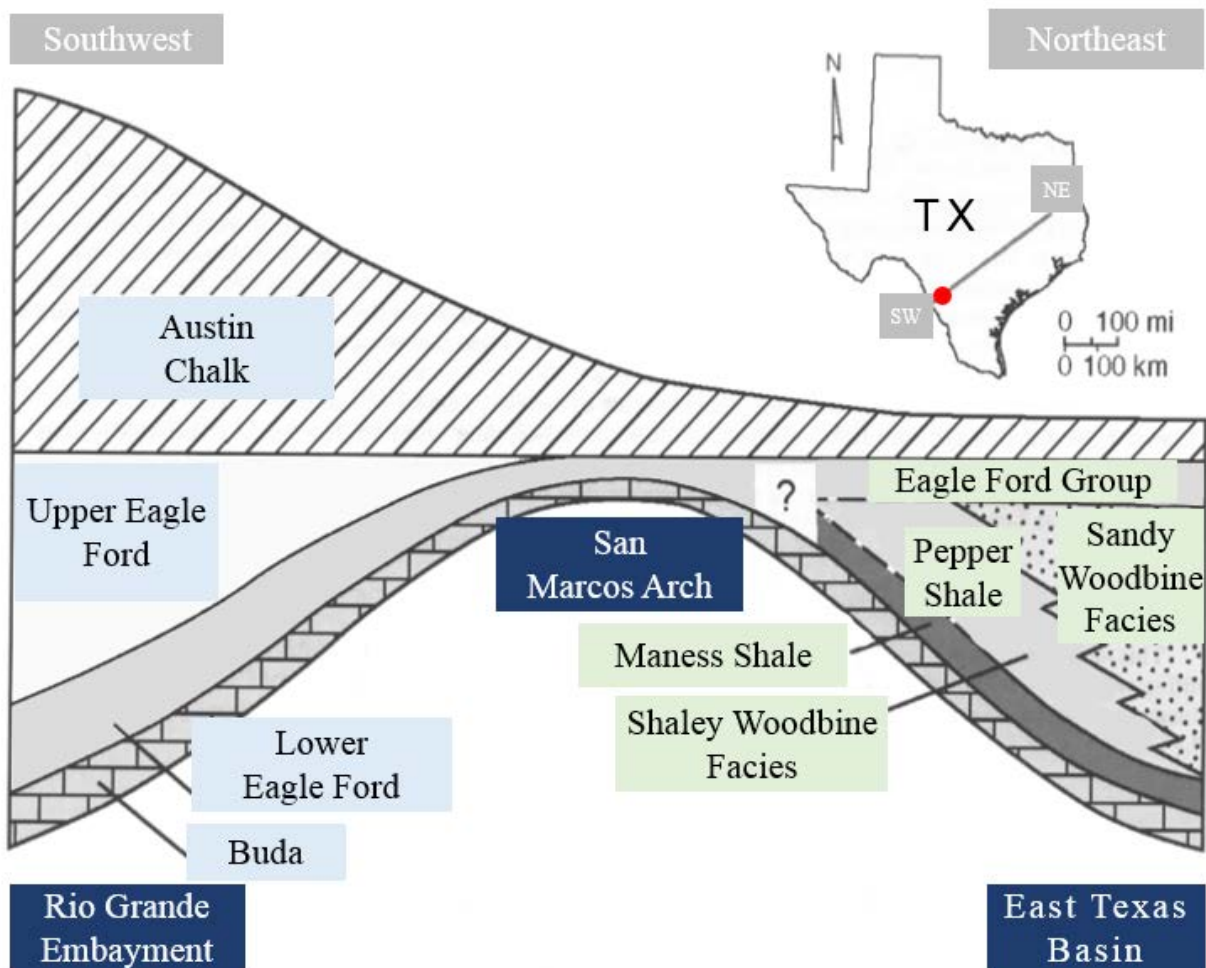 Southwest
Northeast
N
NE
TX
SW
0 100 mi
0 100 km
Austin
Chalk
Upper Eagle
Ford
?
Eagle Ford Group
San
Marcos Arch
Pepper
Shale
Sandy
Woodbine
Facies
Maness Shale
Shaley Woodbine
Facies
Lower
Eagle Ford
Buda
Rio Grande
Embayment
East Texas
Basin